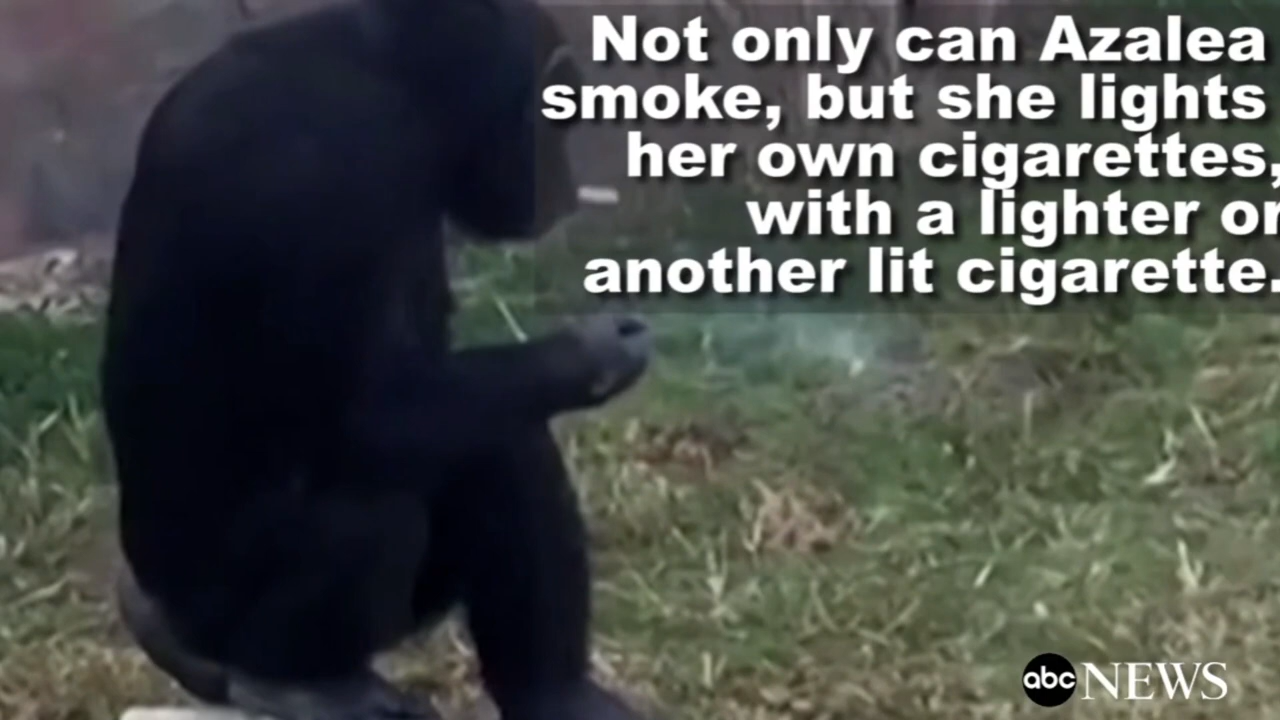 Not only can Azalea
smoke, but she lights
her own cigarettes,
with a lighter or
another lit cigarette.
abc NEWS